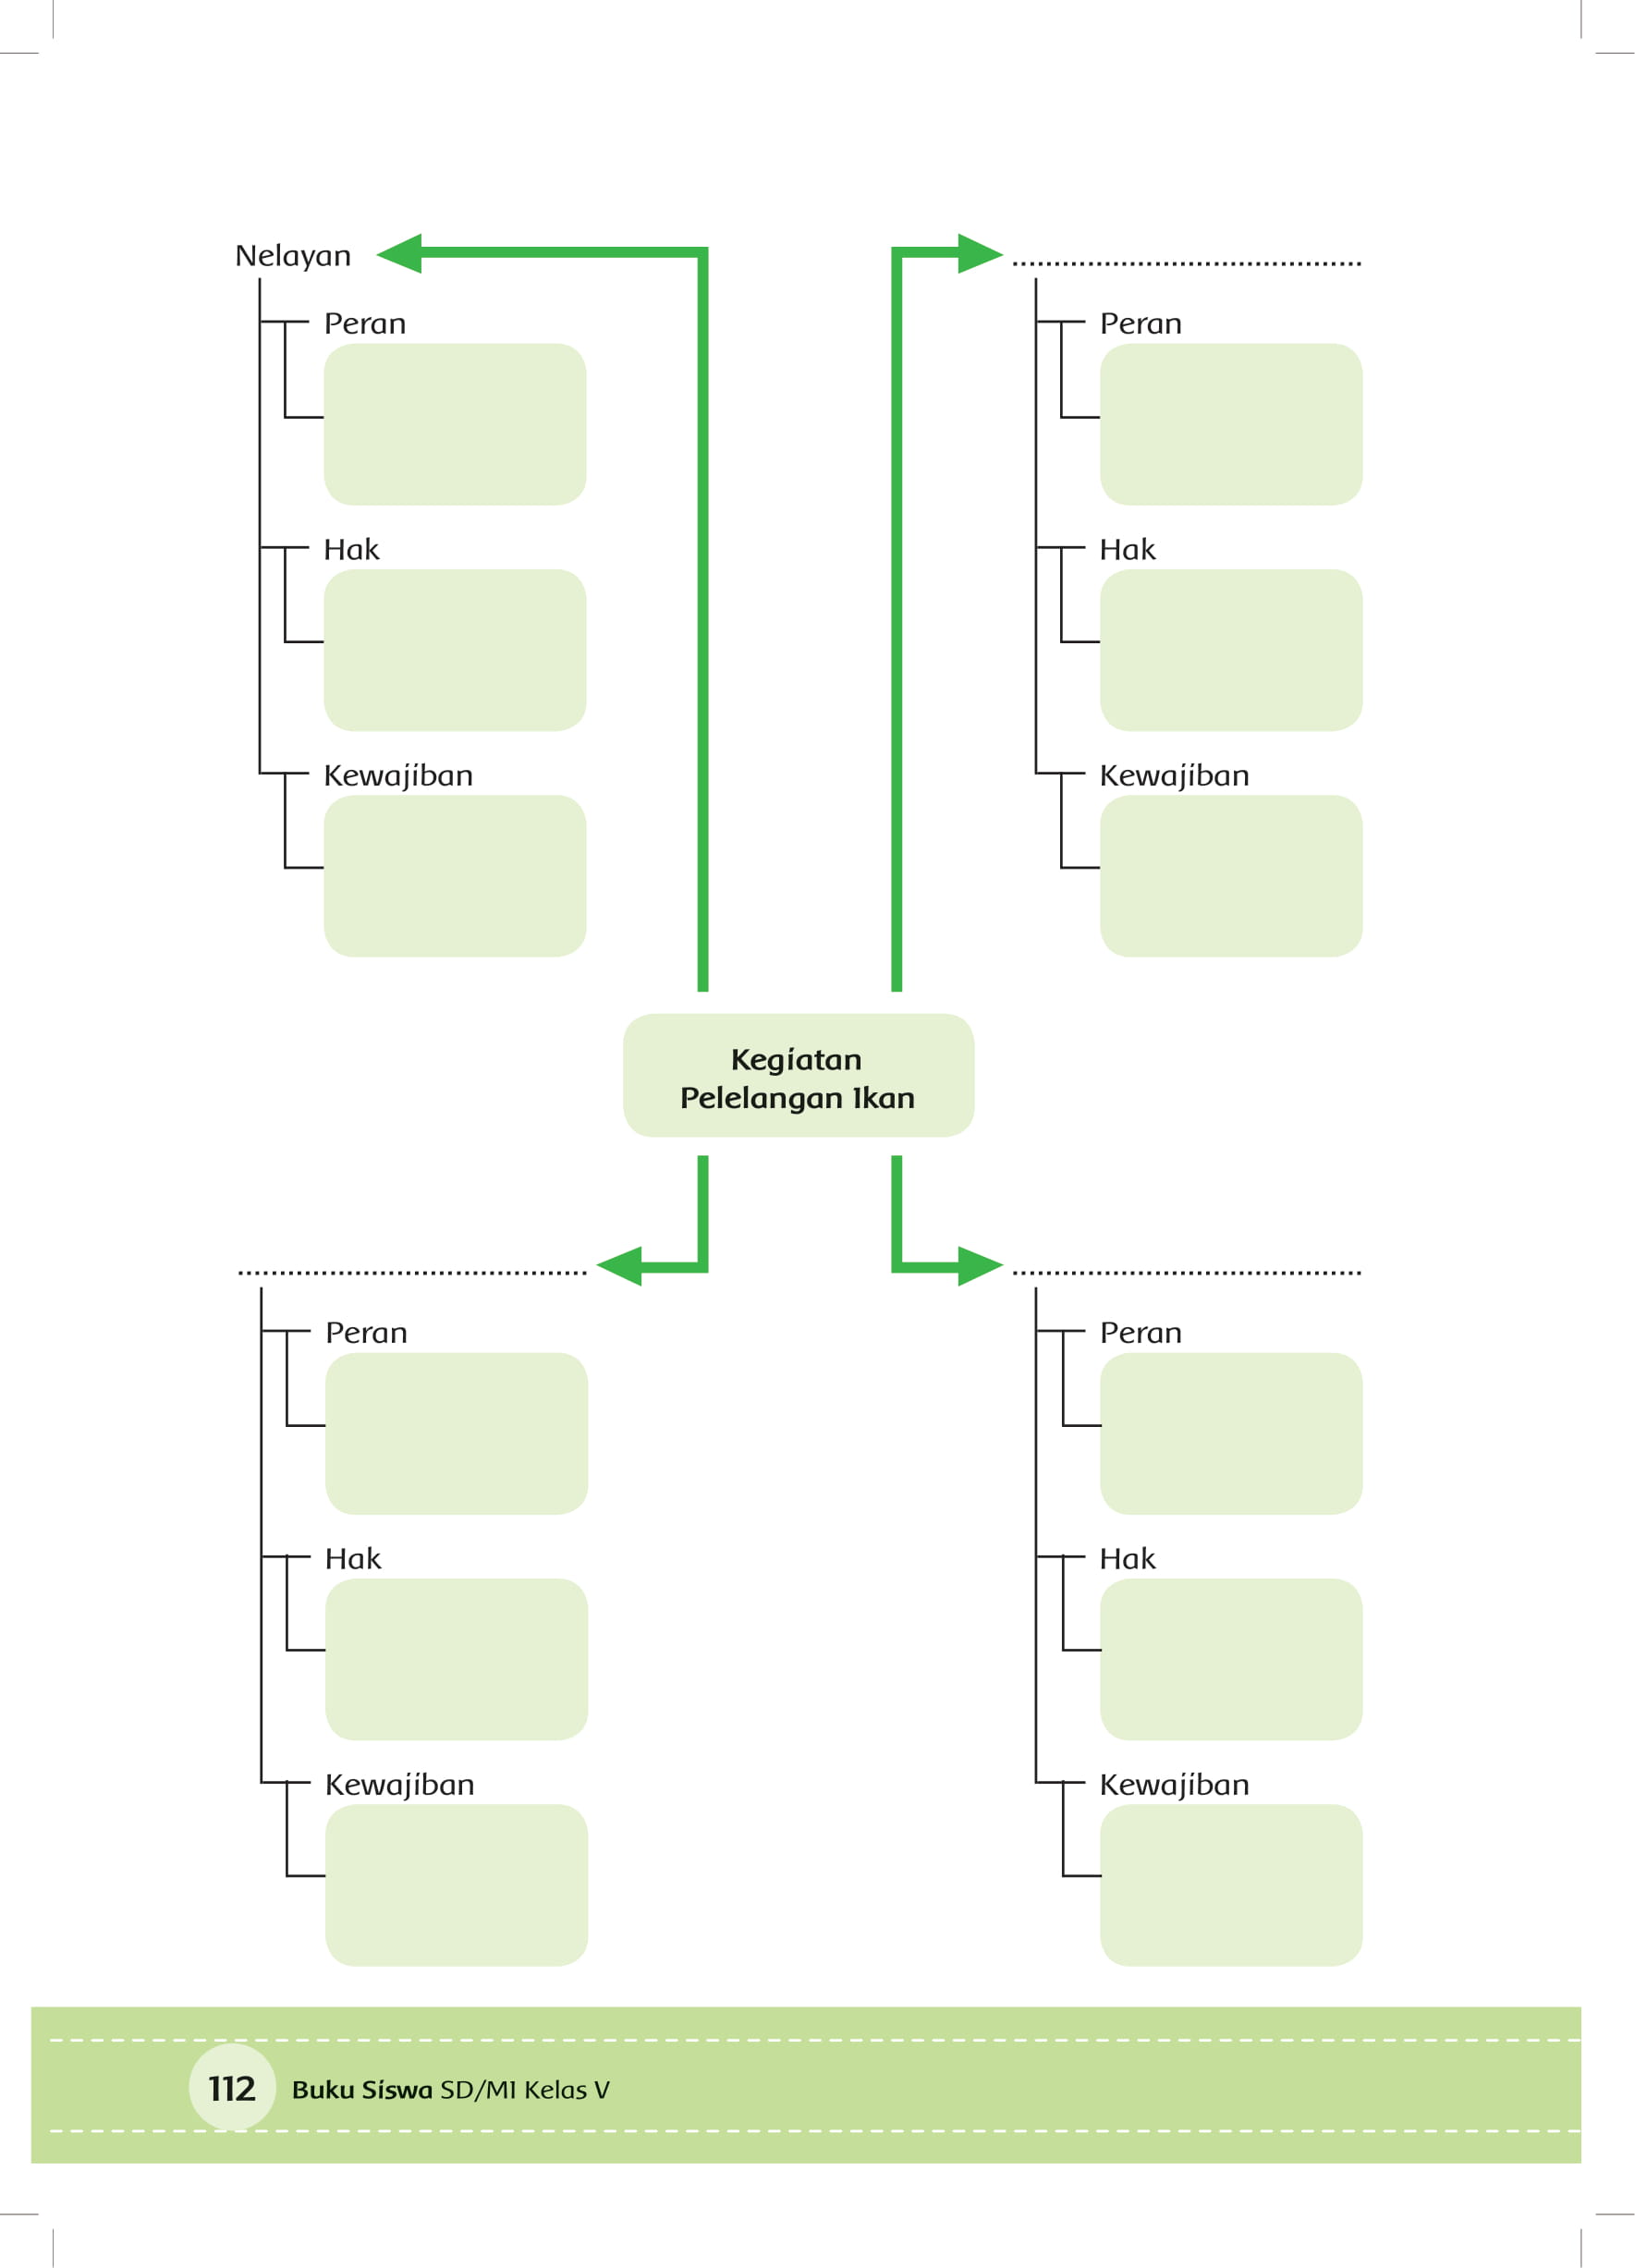 Nelayan
Peran
Hak
Kewajiban
Peran
Hak
Kewajiban
Kegiatan
Pelelangan Ikan
Peran
Hak
Kewajiban
Peran
Hak
Kewajiban
112 Buku Siswa SD/MI Kelas V